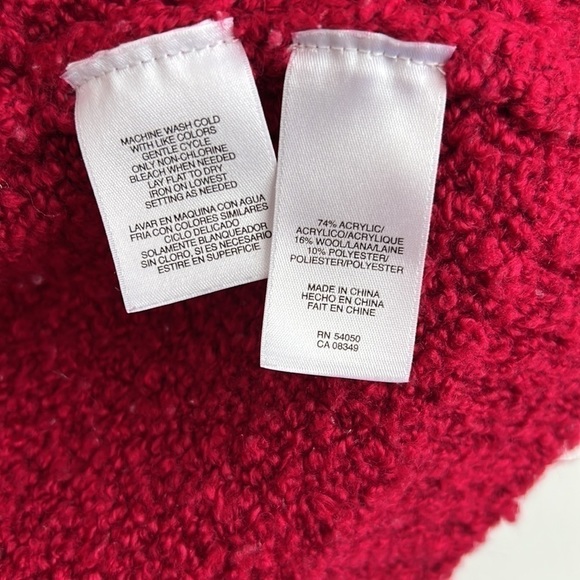 MACHINE WASH COLD
WITH LIKE COLORS
GENTLE CYCLE
ONLY NON-CHLORINE
BLEACH WHEN NEEDED
LAY FLAT TO DRY
IRON ON LOWEST
SETTING AS NEEDED
LAVAR EN MAQUINA CON AGUA
FRIA CON COLORES SIMILARES
CICLO DELICADO
SOLAMENTE BLANQUEADOR
SIN CLORO, SI ES NECESARIO
ESTIRE EN SUPERFICIE
74% ACRYLIC/
ACRYLICO/ACRYLIQUE
16% WOOL/LANA/LAINE
10% POLYESTER/
POLIESTER/POLYESTER
MADE IN CHINA
HECHO EN CHINA
FAIT EN CHINE
RN 54050
CA 08349